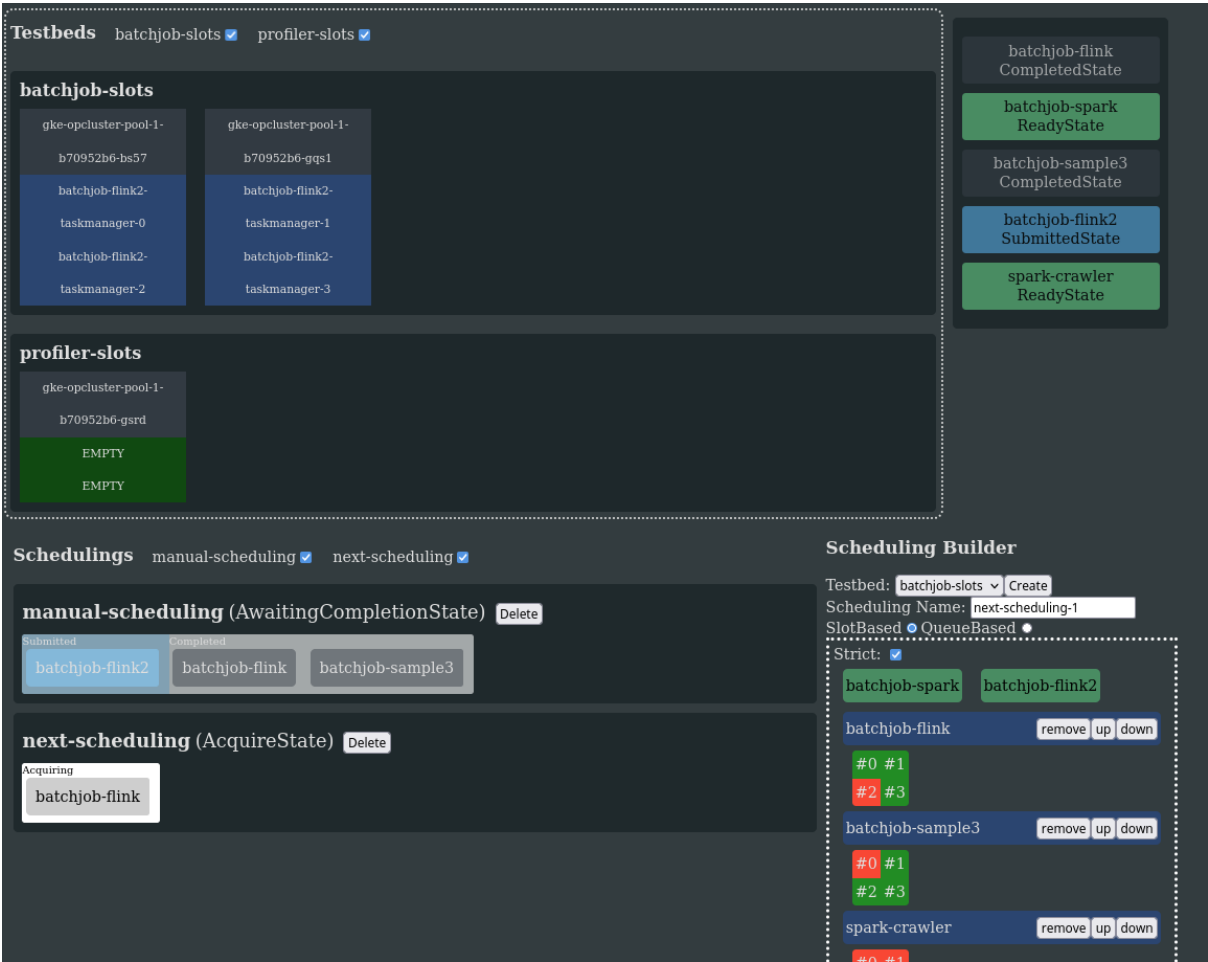 Testbeds batchjob-slots profiler-slots
batchjob-slots
gke-opcluster-pool-1-
b70952b6-bs57
batchjob-flink2-
taskmanager-0
batchjob-flink2-
taskmanager-2
gke-opcluster-pool-1-
b70952b6-gqs1
batchjob-flink2-
taskmanager-1
batchjob-flink2-
taskmanager-3
profiler-slots
gke-opcluster-pool-1-
b70952b6-gsrd
EMPTY
EMPTY
batchjob-flink
CompletedState
batchjob-spark
ReadyState
batchjob-sample3
CompletedState
batchjob-flink2
SubmittedState
spark-crawler
ReadyState
Schedulings manual-scheduling next-scheduling
manual-scheduling (AwaitingCompletionState) Delete
Submitted Completed
batchjob-flink2 batchjob-flink batchjob-sample3
next-scheduling (AcquireState) Delete
Acquiring
batchjob-flink
Scheduling Builder
Testbed: batchjob-slots Create
Scheduling Name: next-scheduling-1
SlotBased QueueBased
Strict:
batchjob-spark batchjob-flink2
batchjob-flink remove up down
#0 #1
#2 #3
batchjob-sample3 remove up down
#0 #1
#2 #3
spark-crawler remove up down
#0 #1